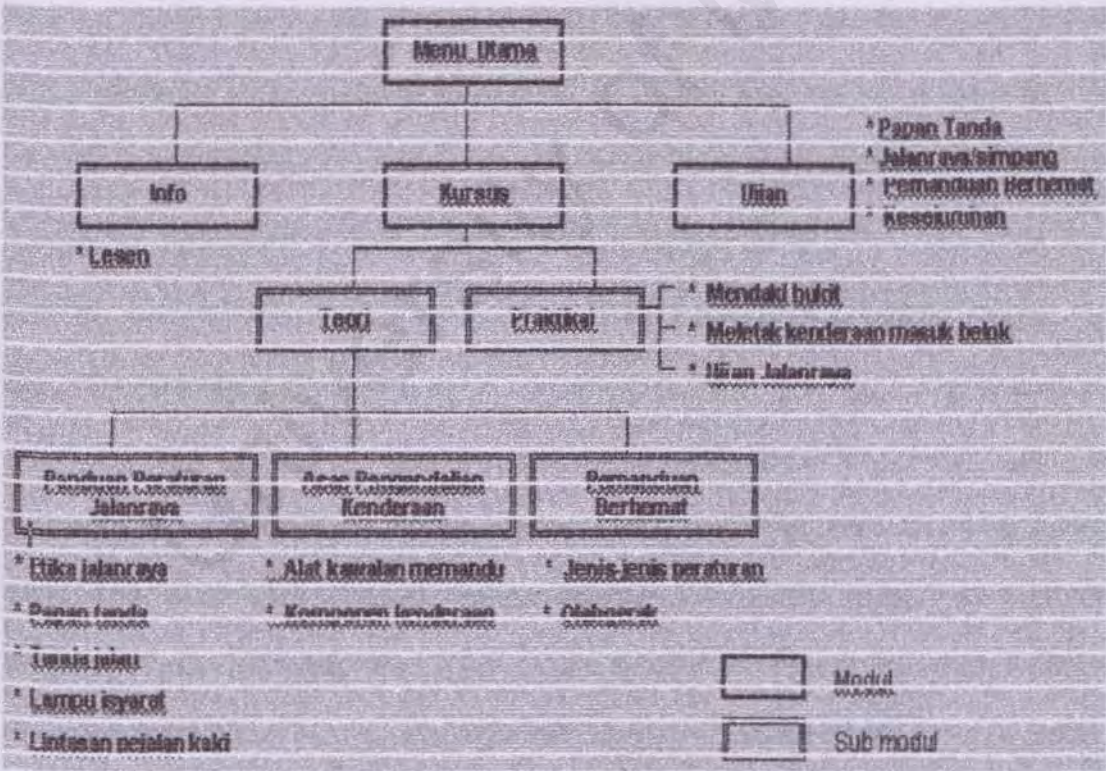 Menu Utama
Info
Kursus
Ujian
* Papan Tanda
* Jalanraya/simpang
* Pemanduan Berhemat
* Keseluruhan
* Lesen
Teori
Praktikal
* Mendaki bukit
* Meletak kenderaan masuk belok
* Ujian Jalanraya
Panduan Peraturan
Jalanraya
Asas Pengendalian
Kenderaan
Pemanduan
Berhemat
* Etika jalanraya
* Papan tanda
* Tanda jalan
* Lampu isyarat
* Lintasan pejalan kaki
* Alat kawalan memandu
* Komponen kenderaan
* Jenis-jenis peraturan
* Olahgerak
Modul
Sub modul